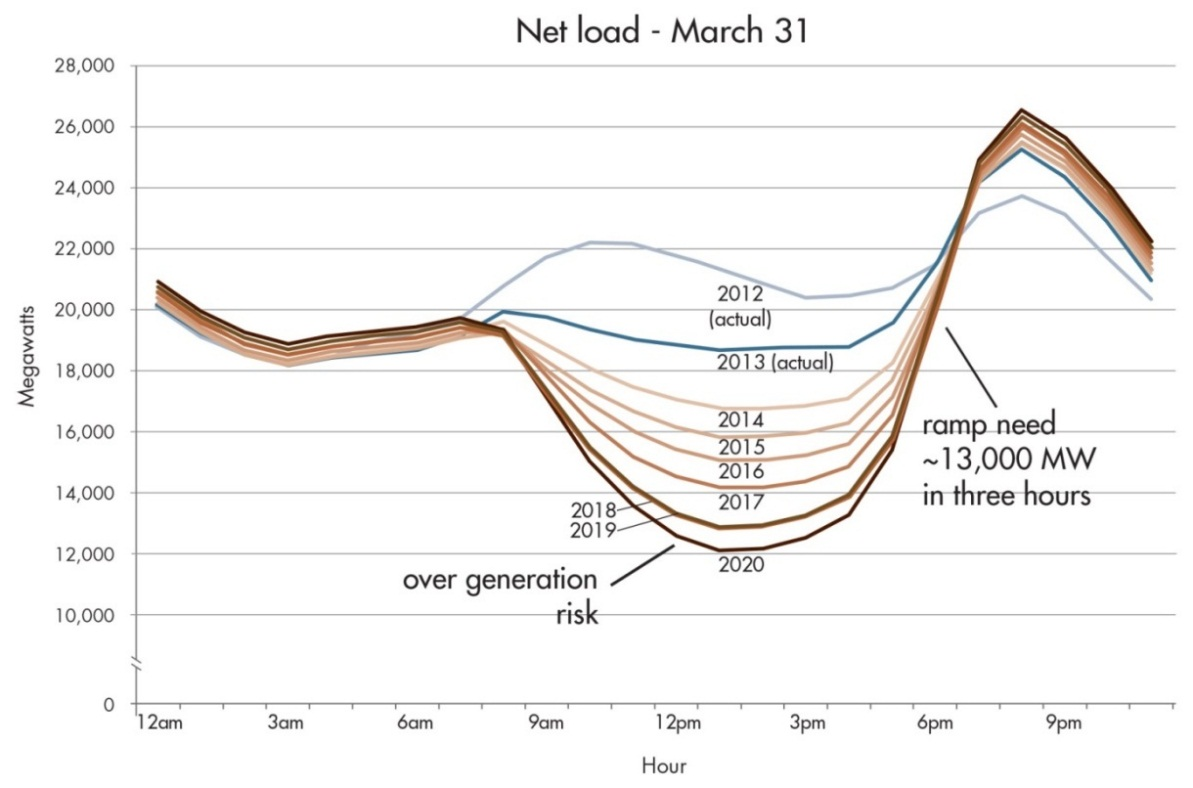 Net load - March 31
28,000
26,000
24,000
22,000
20,000
18,000
16,000
14,000
12,000
10,000
0
Megawatts
2012
(actual)
2013 (actual)
2014
2015
2016
2017
2018
2019
2020
ramp need
~13,000 MW
in three hours
over generation
risk
12am
3am
6am
9am
12pm
3pm
6pm
9pm
Hour